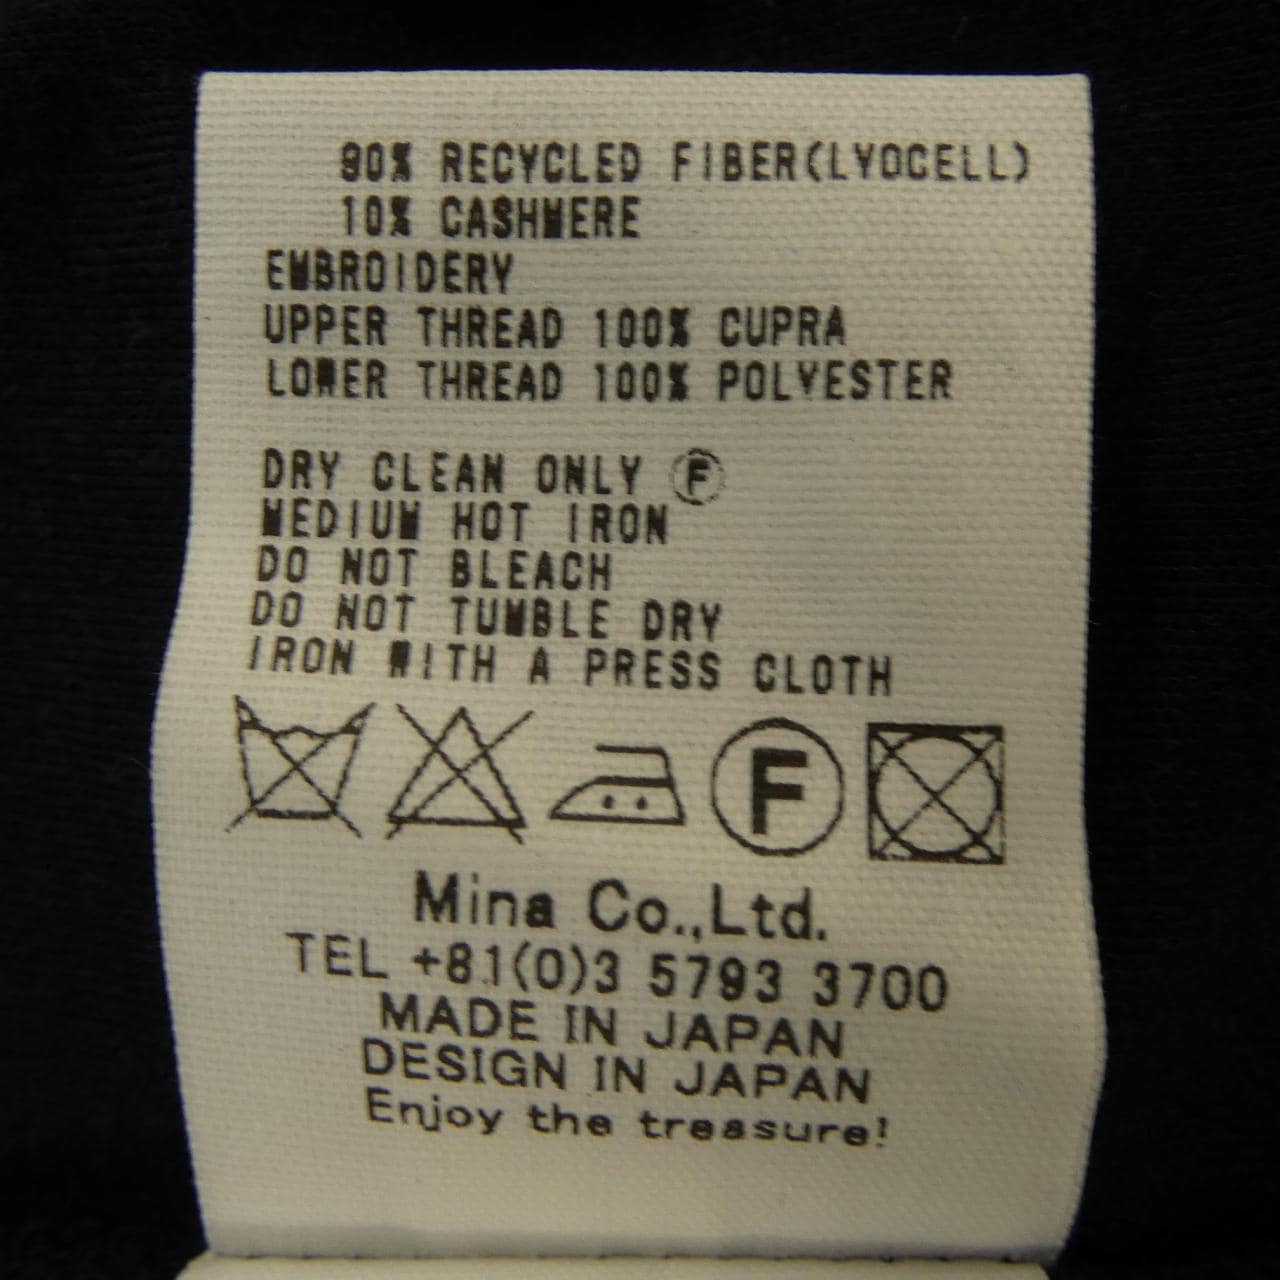 90% RECYCLED FIBER(LYOCELL)
10% CASHMERE
EMBROIDERY
UPPER THREAD 100% CUPRA
LOWER THREAD 100% POLYESTER
DRY CLEAN ONLY Ⓕ
MEDIUM HOT IRON
DO NOT BLEACH
DO NOT TUMBLE DRY
IRON WITH A PRESS CLOTH
F
Mina Co.,Ltd.
TEL +81(0)3 5793 3700
MADE IN JAPAN
DESIGN IN JAPAN
Enjoy the treasure!